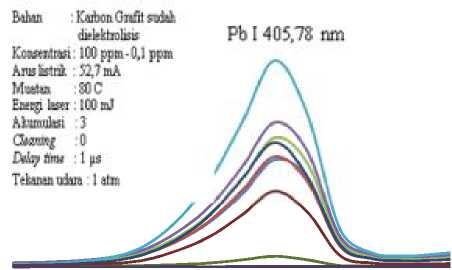 Bahan : Karbon Grafit sudah
dielektrolisis
Konsentrasi : 100 ppm - 0,1 ppm
Arus listrik : 52,7 mA
Muatan : 80 C
Energi laser : 100 mJ
Akumulasi : 3
Cleaning : 0
Delay time : 1 µs
Tekanan udara : 1 atm
Pb I 405,78 nm